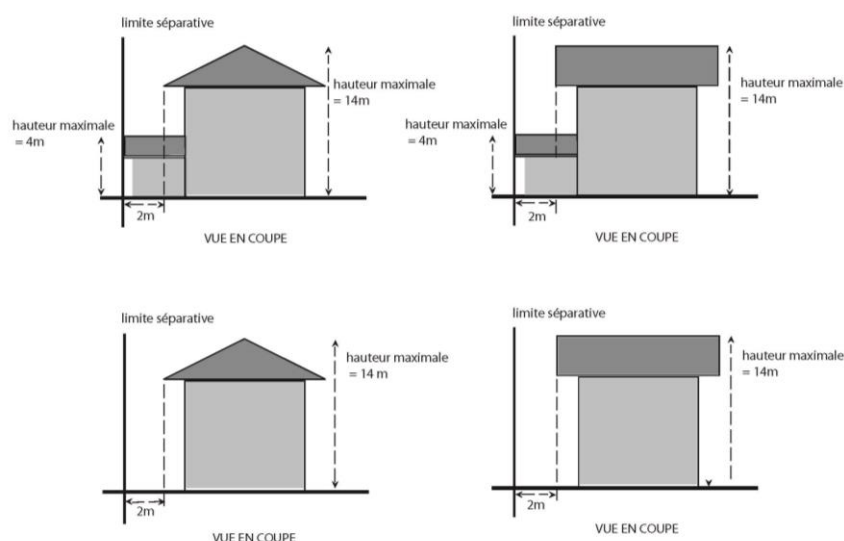 limite séparative
hauteur maximale
= 14m
hauteur maximale
= 4m
2m
VUE EN COUPE
limite séparative
hauteur maximale
= 14m
hauteur maximale
= 4m
2m
VUE EN COUPE
limite séparative
hauteur maximale
= 14 m
2m
VUE EN COUPE
limite séparative
hauteur maximale
= 14m
2m
VUE EN COUPE